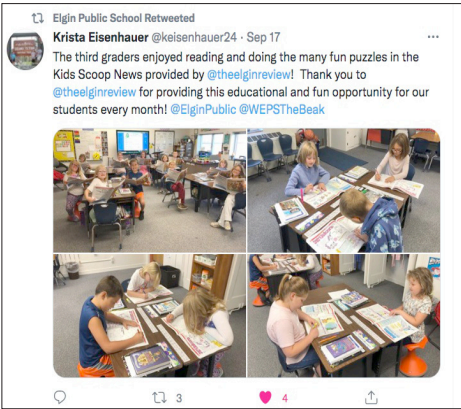 Elgin Public School Retweeted
Krista Eisenhauer @keisenhauer24 · Sep 17
The third graders enjoyed reading and doing the many fun puzzles in the
Kids Scoop News provided by @theelginreview! Thank you to
@theelginreview for providing this educational and fun opportunity for our
students every month! @ElginPublic @WEPSTheBeak
3
4